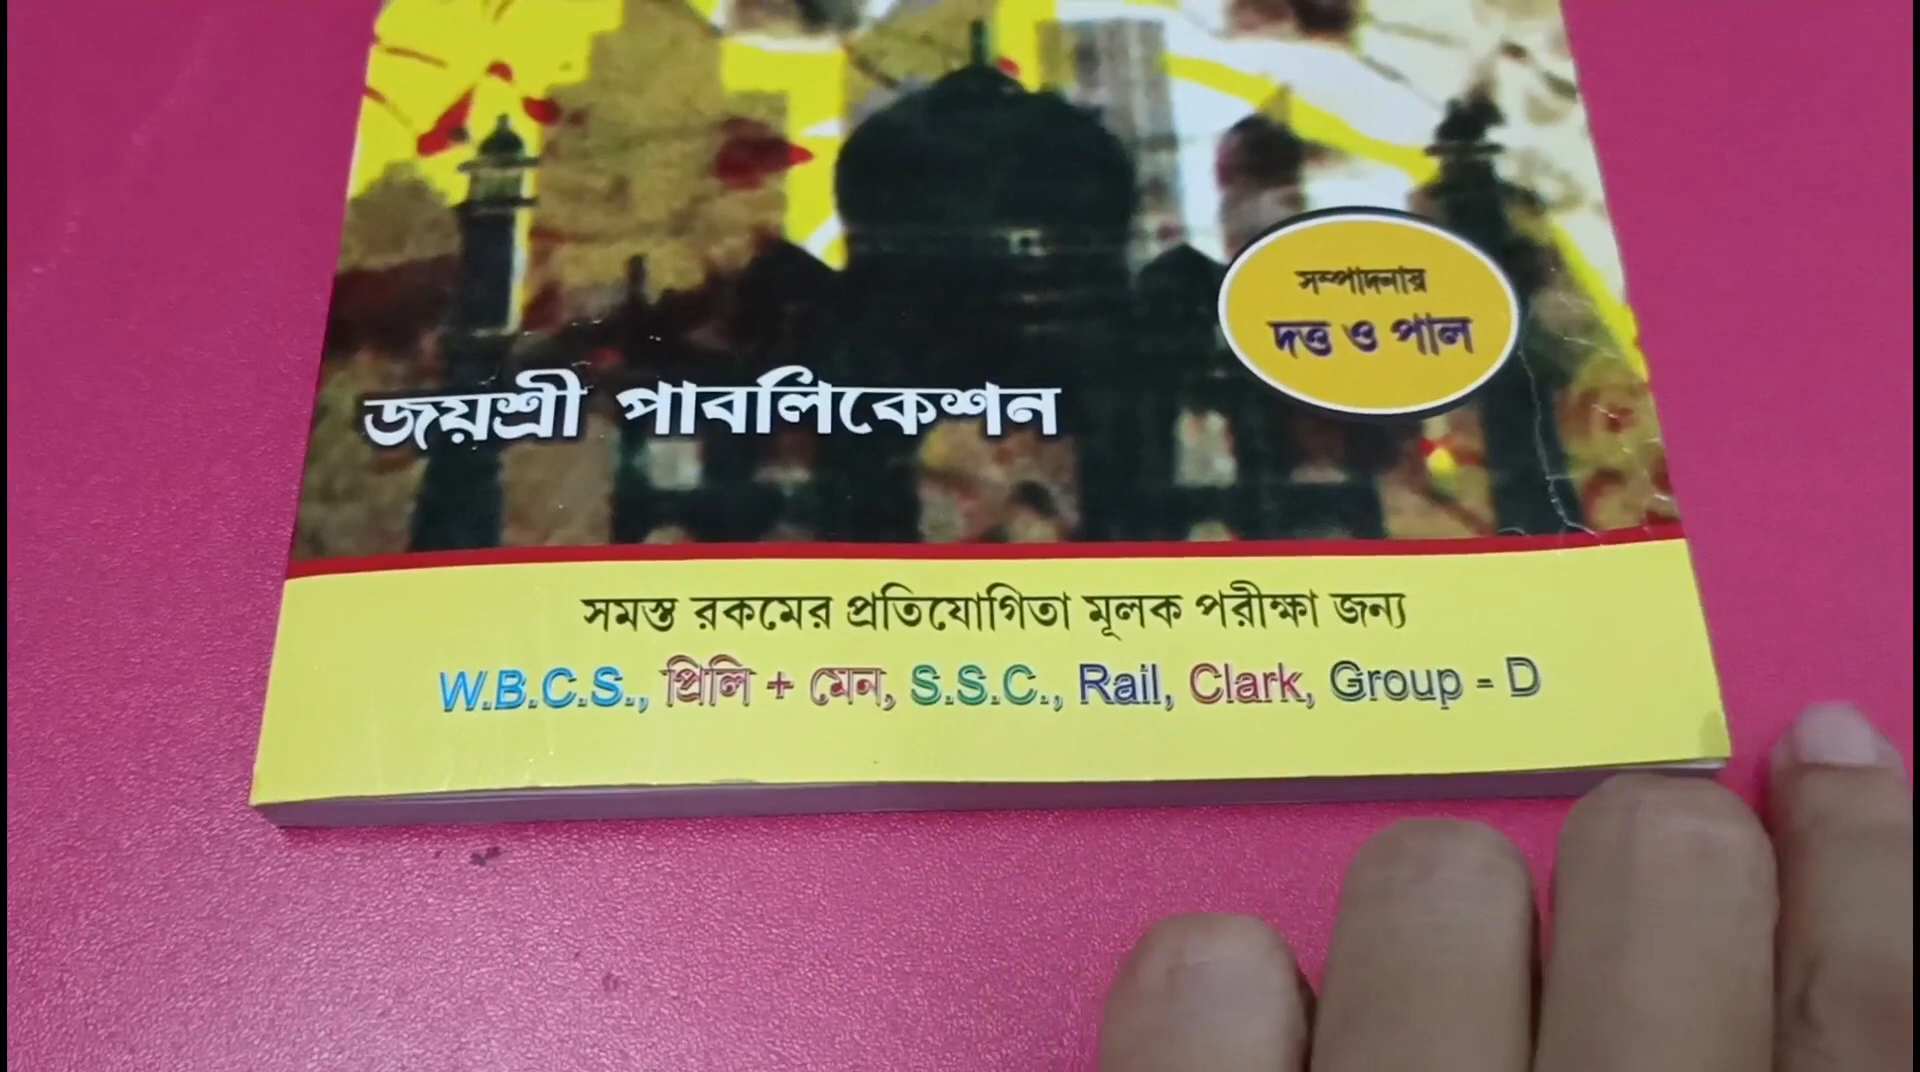 সম্পাদনায়
দত্ত ও পাল
জয়শ্রী পাবলিকেশন
সমস্ত রকমের প্রতিযোগিতা মূলক পরীক্ষা জন্য
W.B.C.S., প্রিলি + মেন, S.S.C., Rail, Clark, Group - D